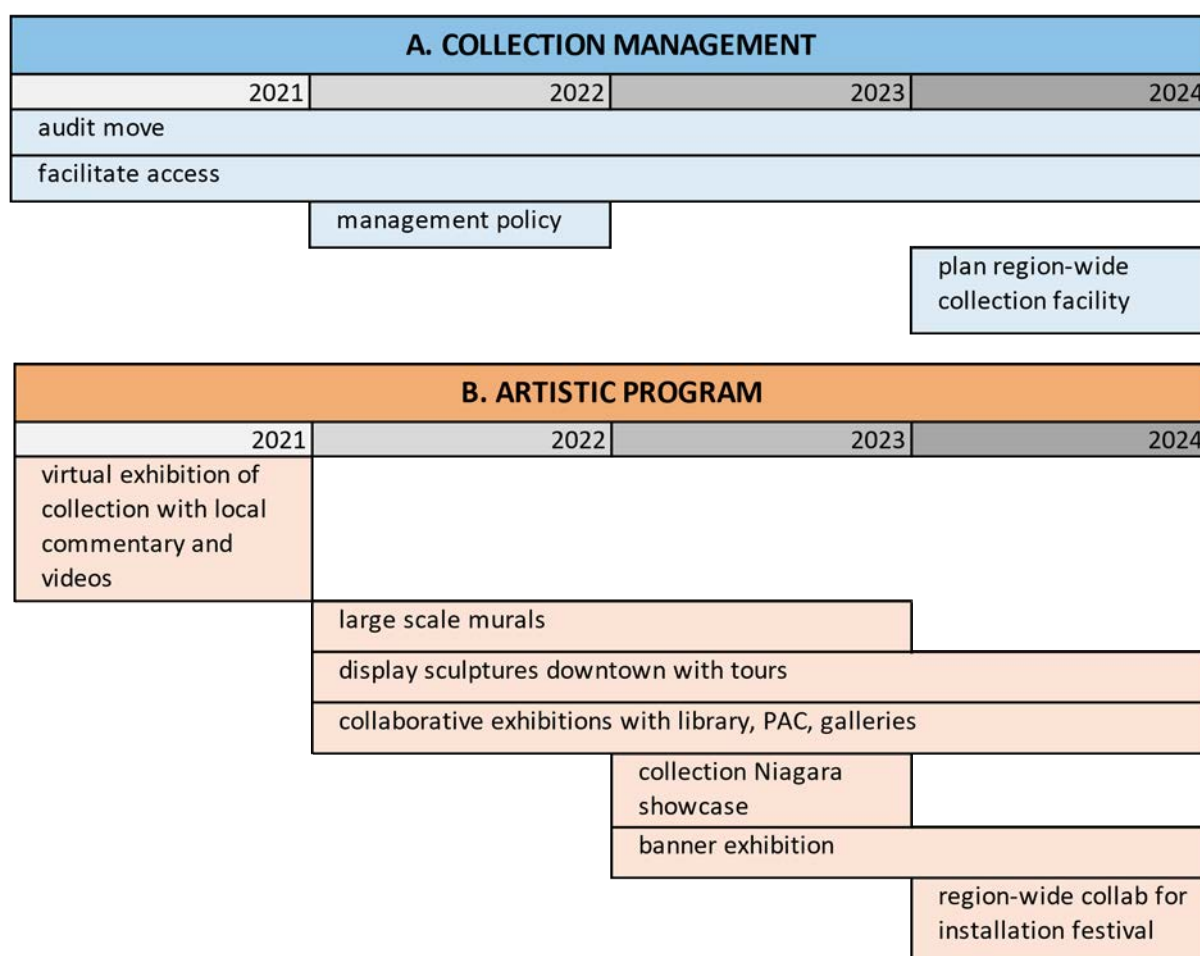 A. COLLECTION MANAGEMENT
2021 2022 2023 2024
audit move
facilitate access
management policy
plan region-wide
collection facility
B. ARTISTIC PROGRAM
2021 2022 2023 2024
virtual exhibition of
collection with local
commentary and
videos
large scale murals
display sculptures downtown with tours
collaborative exhibitions with library, PAC, galleries
collection Niagara
showcase
banner exhibition
region-wide collab for
installation festival